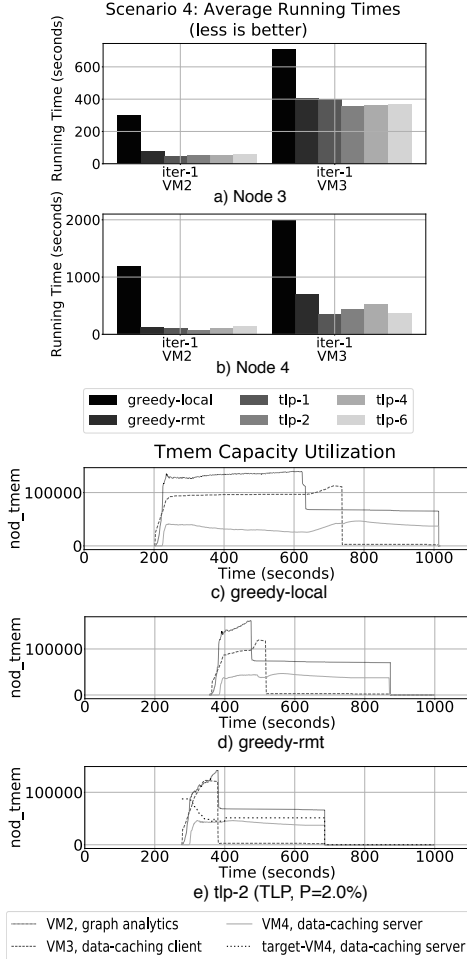 Scenario 4: Average Running Times
(less is better)
Running Time (seconds)
600
400
200
0
iter-1
VM2
iter-1
VM3
a) Node 3
Running Time (seconds)
2000
1000
0
iter-1
VM2
iter-1
VM3
b) Node 4
greedy-local
greedy-rmt
tlp-1
tlp-2
tlp-4
tlp-6
Tmem Capacity Utilization
nod_tmem
100000
0
0 200 400 600 800 1000
Time (seconds)
c) greedy-local
nod_tmem
100000
0
0 200 400 600 800 1000
Time (seconds)
d) greedy-rmt
nod_tmem
100000
0
0 200 400 600 800 1000
Time (seconds)
e) tlp-2 (TLP, P=2.0%)
VM2, graph analytics
VM3, data-caching client
VM4, data-caching server
target-VM4, data-caching server